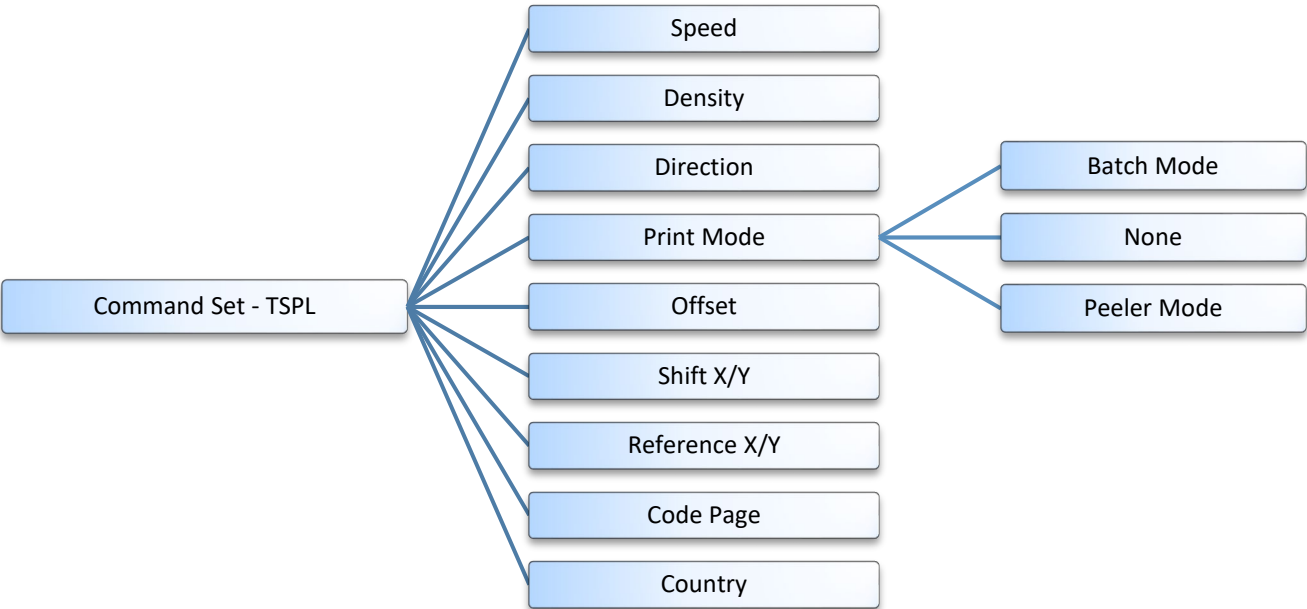 Command Set - TSPL
Speed
Density
Direction
Print Mode
Offset
Shift X/Y
Reference X/Y
Code Page
Country
Batch Mode
None
Peeler Mode